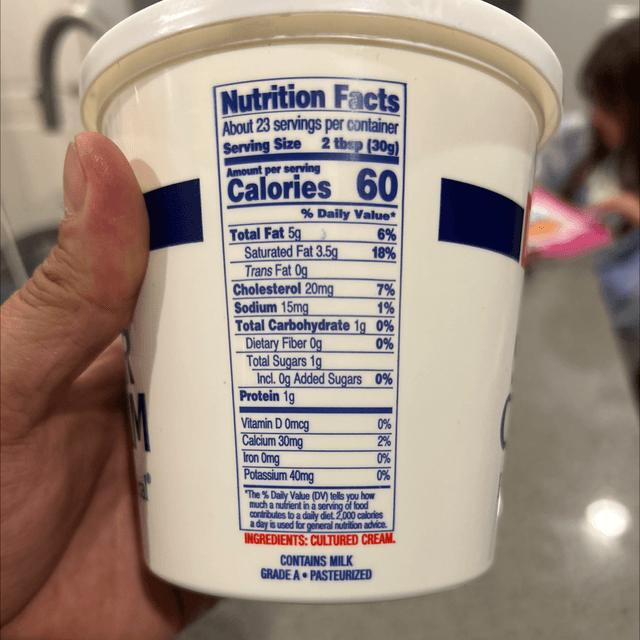 Nutrition Facts
About 23 servings per container
Serving Size 2 tbsp (30g)
Amount per serving
Calories 60
% Daily Value*
Total Fat 5g 6%
Saturated Fat 3.5g 18%
Trans Fat 0g
Cholesterol 20mg 7%
Sodium 15mg 1%
Total Carbohydrate 1g 0%
Dietary Fiber 0g 0%
Total Sugars 1g
Incl. 0g Added Sugars 0%
Protein 1g
Vitamin D 0mcg 0%
Calcium 30mg 2%
Iron 0mg 0%
Potassium 40mg 0%
*The % Daily Value (DV) tells you how
much a nutrient in a serving of food
contributes to a daily diet. 2,000 calories
a day is used for general nutrition advice.
INGREDIENTS: CULTURED CREAM.
CONTAINS MILK
GRADE A • PASTEURIZED